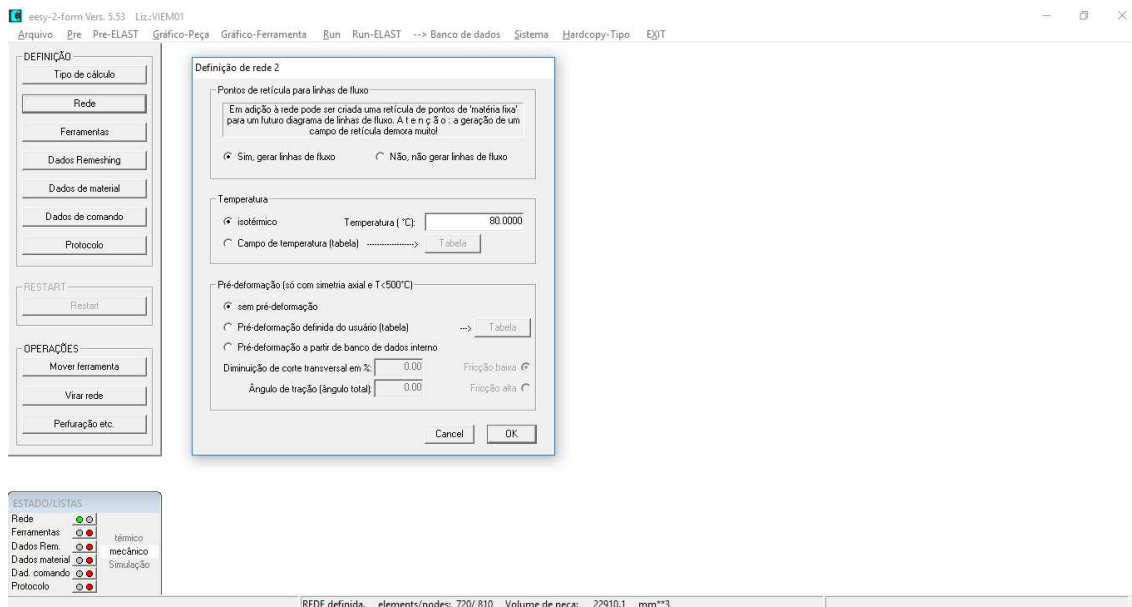 eesy-2-form Vers. 5.53 Liz.:VIEM01
Arquivo Pre Pre-ELAST Gráfico-Peça Gráfico-Ferramenta Run Run-ELAST --> Banco de dados Sistema Hardcopy-Tipo EXIT
DEFINIÇÃO
Tipo de cálculo
Rede
Ferramentas
Dados Remeshing
Dados de material
Dados de comando
Protocolo
RESTART
Restart
OPERAÇÕES
Mover ferramenta
Virar rede
Perfuração etc.
Definição de rede 2
Pontos de retícula para linhas de fluxo
Em adição à rede pode ser criada uma retícula de pontos de 'matéria fixa'
para um futuro diagrama de linhas de fluxo. A t e n ç ã o : a geração de um
campo de retícula demora muito!
Sim, gerar linhas de fluxo Não, não gerar linhas de fluxo
Temperatura
isotérmico Temperatura ( °C): 80.0000
Campo de temperatura (tabela) -------------------> Tabela
Pré-deformação (só com simetria axial e T<500°C)
sem pré-deformação
Pré-deformação definida do usuário (tabela) ---> Tabela
Pré-deformação a partir de banco de dados interno
Diminuição de corte transversal em %: 0.00 Fricção baixa
Ângulo de tração (ângulo total): 0.00 Fricção alta
Cancel OK
ESTADO/LISTAS
Rede
Ferramentas
Dados Rem.
Dados material
Dad. comando
Protocolo
térmico
mecânico
Simulação
REDE definida. elements/nodes: 720/ 810 Volume de peça: 22910.1 mm**3